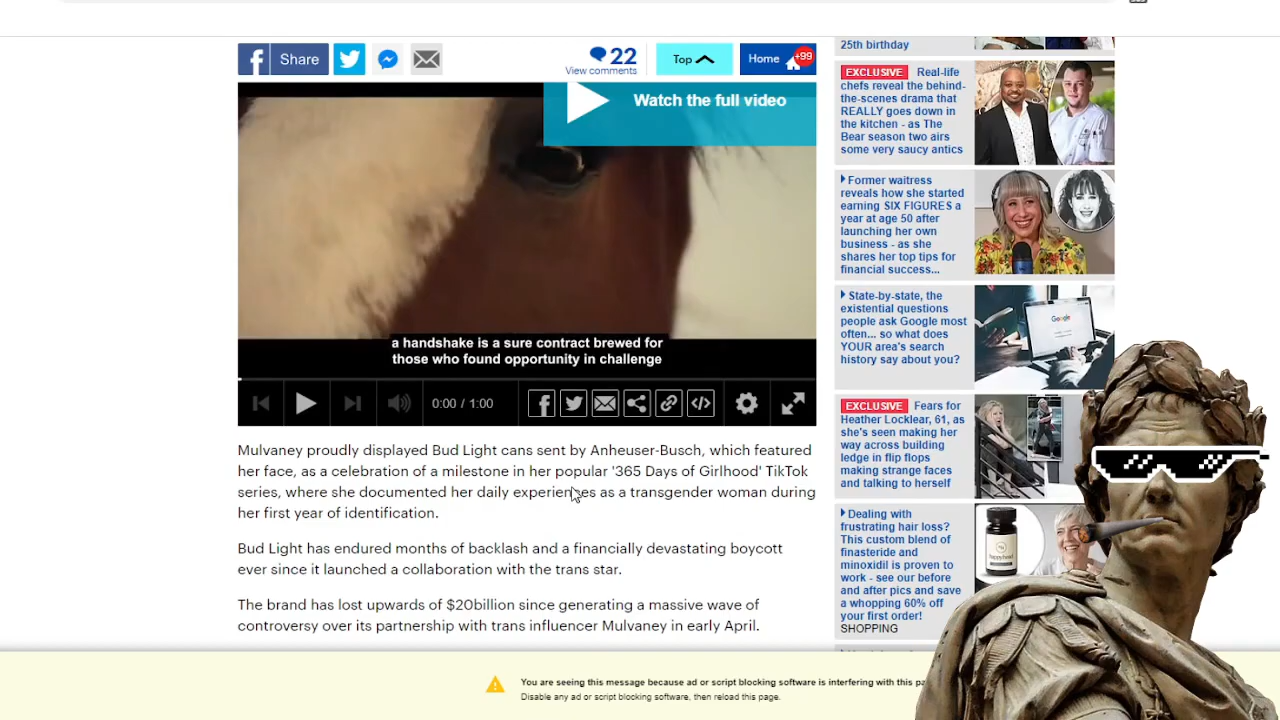 Share
22
View comments
Top
Home
+99
Watch the full video
a handshake is a sure contract brewed for
those who found opportunity in challenge
0:00 / 1:00
Mulvaney proudly displayed Bud Light cans sent by Anheuser-Busch, which featured
her face, as a celebration of a milestone in her popular '365 Days of Girlhood' TikTok
series, where she documented her daily experiences as a transgender woman during
her first year of identification.
Bud Light has endured months of backlash and a financially devastating boycott
ever since it launched a collaboration with the trans star.
The brand has lost upwards of $20billion since generating a massive wave of
controversy over its partnership with trans influencer Mulvaney in early April.
25th birthday
EXCLUSIVE Real-life
chefs reveal the behind-
the-scenes drama that
REALLY goes down in
the kitchen - as The
Bear season two airs
some very saucy antics
Former waitress
reveals how she started
earning SIX FIGURES a
year at age 50 after
launching her own
business - as she
shares her top tips for
financial success...
State-by-state, the
existential questions
people ask Google most
often... so what does
YOUR area's search
history say about you?
Google
EXCLUSIVE Fears for
Heather Locklear, 61, as
she's seen making her
way across building
ledge in flip flops
making strange faces
and talking to herself
Dealing with
frustrating hair loss?
This custom blend of
finasteride and
minoxidil is proven to
work - see our before
and after pics and save
a whopping 60% off
your first order!
SHOPPING
happyhead
You are seeing this message because ad or script blocking software is interfering with this pa
Disable any ad or script blocking software, then reload this page.